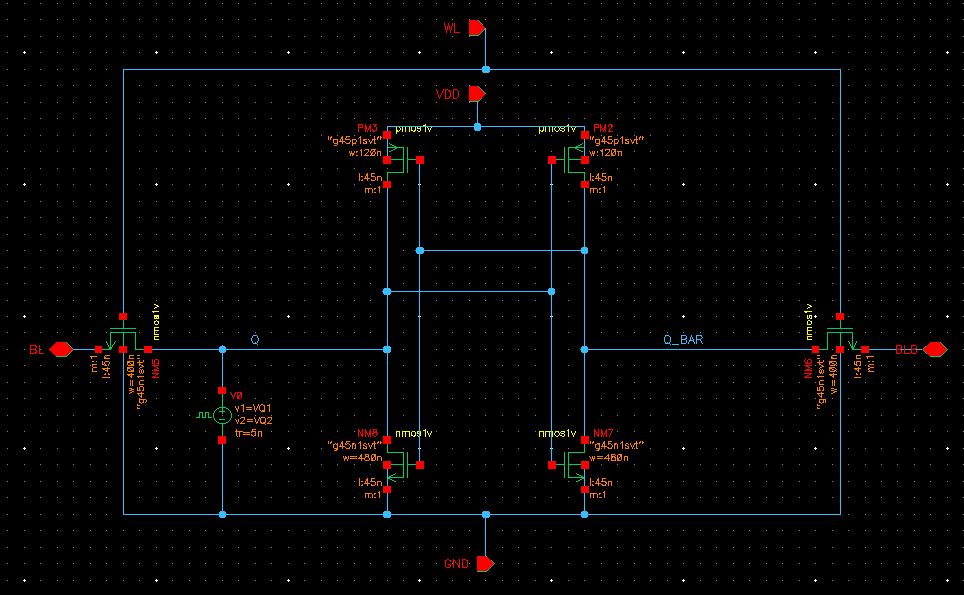 WL
VDD
PM3
pmos1v
"g45p1svt"
w:120n
l:45n
m:1
pmos1v
PM2
"g45p1svt"
w:120n
l:45n
m:1
BL
m:1
l:45n
w=400n
"g45n1svt"
NM5
nmos1v
Q
V0
v1=VQ1
v2=VQ2
tr=5n
Q_BAR
nmos1v
NM6
"g45n1svt"
w=400n
l:45n
m:1
nmos1v
"g45n1svt"
w=480n
l:45n
m:1
nmos1v
NM7
"g45n1svt"
w=480n
l:45n
m:1
GND